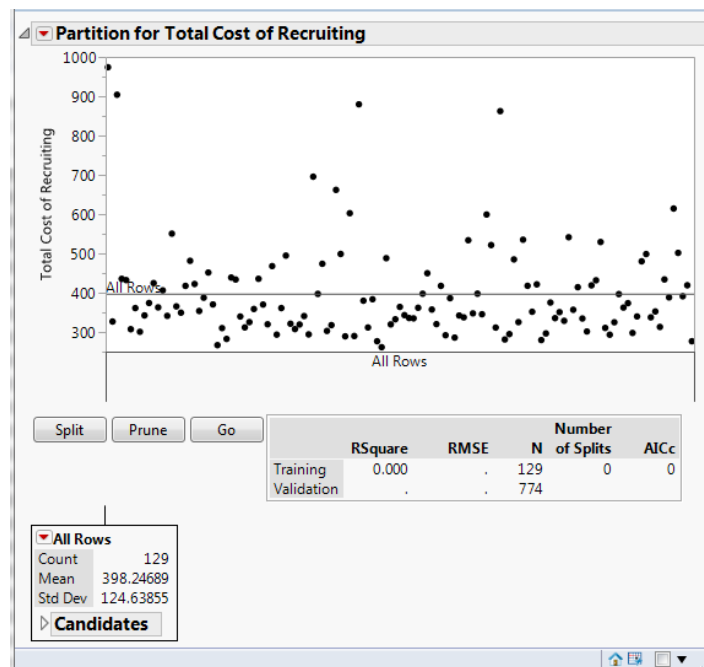 Partition for Total Cost of Recruiting
1000
900
800
700
600
500
400
300
Total Cost of Recruiting
All Rows
All Rows
Split Prune Go
Number
RSquare RMSE N of Splits AICc
Training 0.000 . 129 0 0
Validation . . 774
All Rows
Count 129
Mean 398.24689
Std Dev 124.63855
Candidates